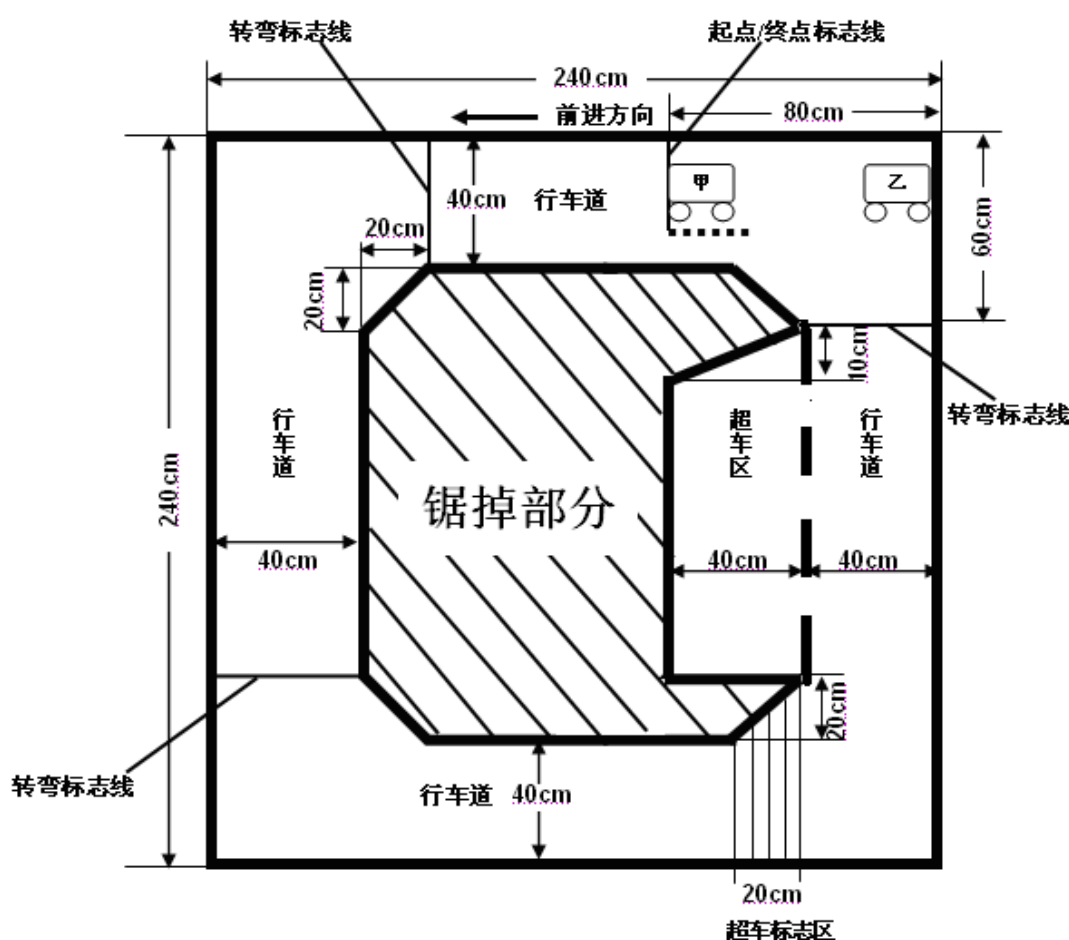 转弯标志线
起点/终点标志线
240cm
前进方向
80cm
甲
乙
40cm
行车道
60cm
20cm
20cm
10cm
转弯标志线
行车道
超车区
行车道
240cm
锯掉部分
40cm
40cm
40cm
20cm
转弯标志线
行车道
40cm
20cm
超车标志区